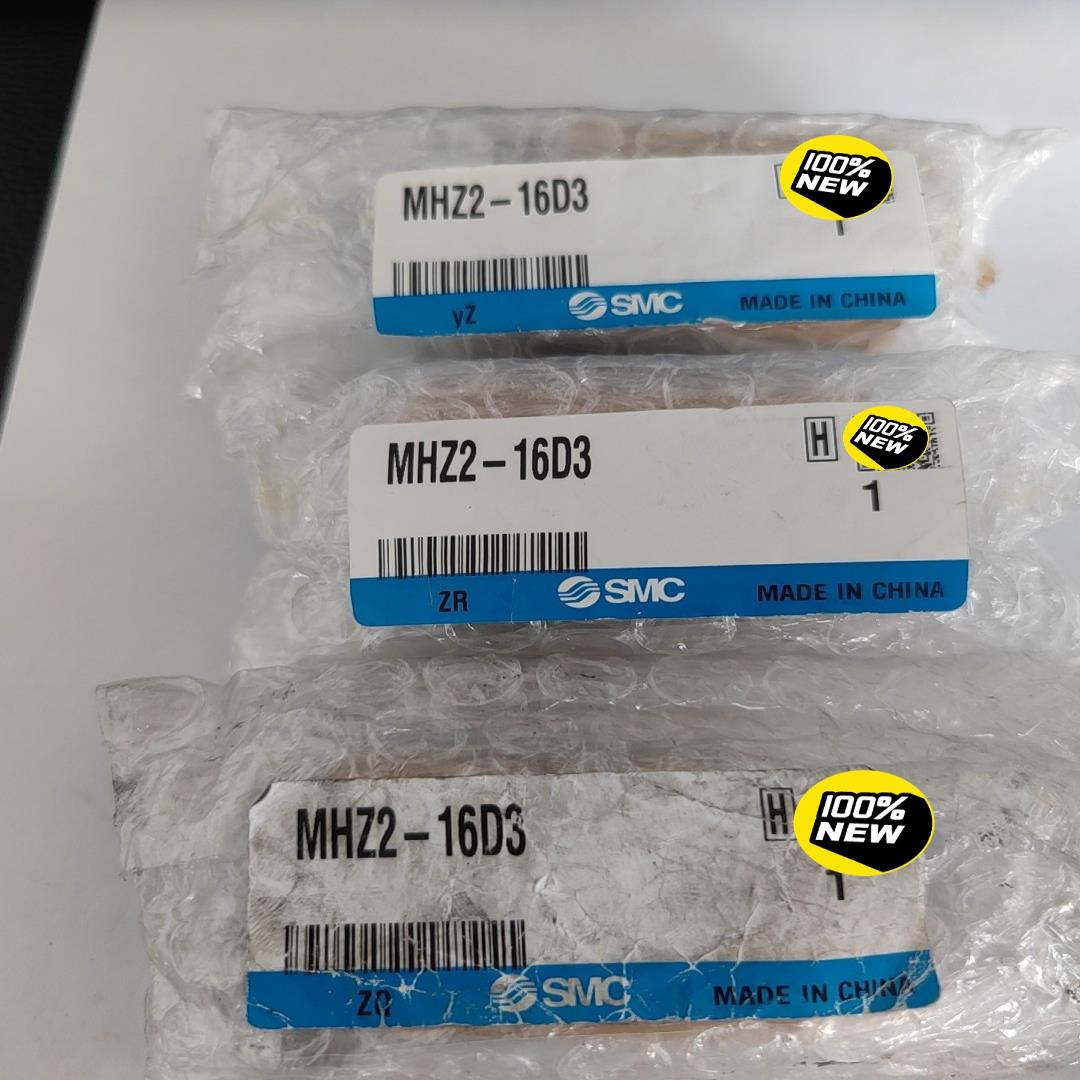 MHZ2-16D3
100%
NEW
1
yZ
SMC
MADE IN CHINA
MHZ2-16D3
H
100%
NEW
1
ZR
SMC
MADE IN CHINA
MHZ2-16D3
H
100%
NEW
1
ZQ
SMC
MADE IN CHINA